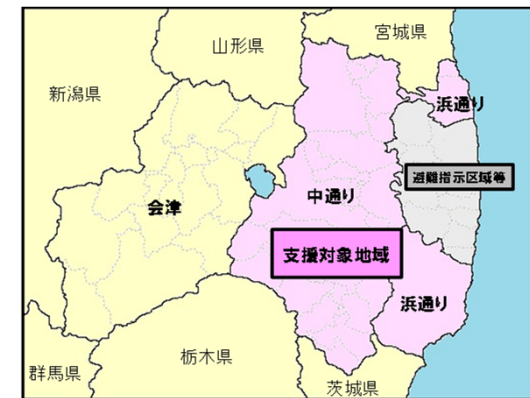 宮城県
山形県
新潟県
浜通り
避難指示区域等
会津
中通り
支援対象地域
浜通り
栃木県
群馬県
茨城県